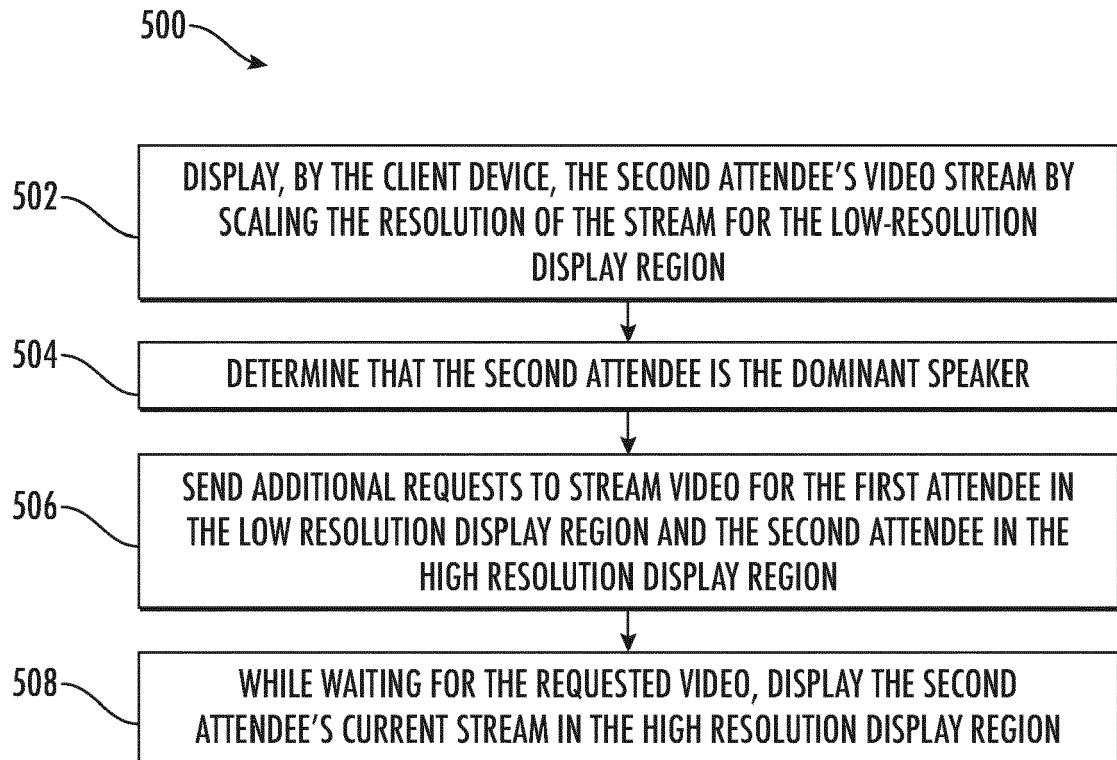 500
502
DISPLAY, BY THE CLIENT DEVICE, THE SECOND ATTENDEE'S VIDEO STREAM BY
SCALING THE RESOLUTION OF THE STREAM FOR THE LOW-RESOLUTION
DISPLAY REGION
504
DETERMINE THAT THE SECOND ATTENDEE IS THE DOMINANT SPEAKER
506
SEND ADDITIONAL REQUESTS TO STREAM VIDEO FOR THE FIRST ATTENDEE IN
THE LOW RESOLUTION DISPLAY REGION AND THE SECOND ATTENDEE IN THE
HIGH RESOLUTION DISPLAY REGION
508
WHILE WAITING FOR THE REQUESTED VIDEO, DISPLAY THE SECOND
ATTENDEE'S CURRENT STREAM IN THE HIGH RESOLUTION DISPLAY REGION